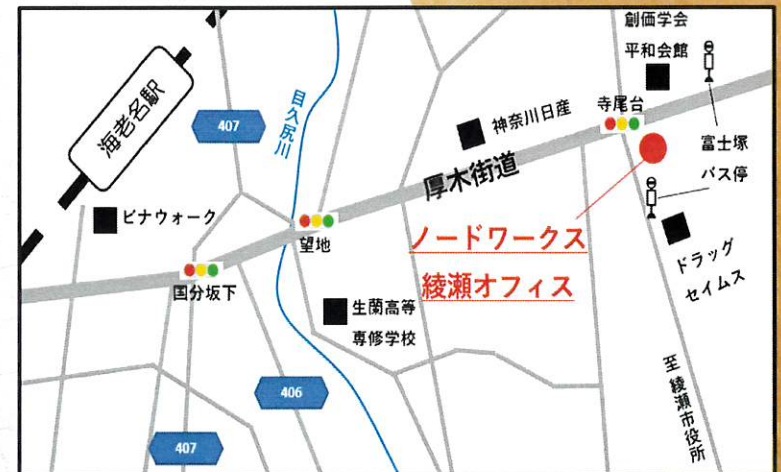 創価学会
平和会館
海老名駅
407
目久尻川
神奈川日産
寺尾台
富士塚
バス停
厚木街道
ビナウォーク
望地
ノードワークス
綾瀬オフィス
国分坂下
ドラッグ
セイムス
生蘭高等
専修学校
406
至 綾瀬市役所
407